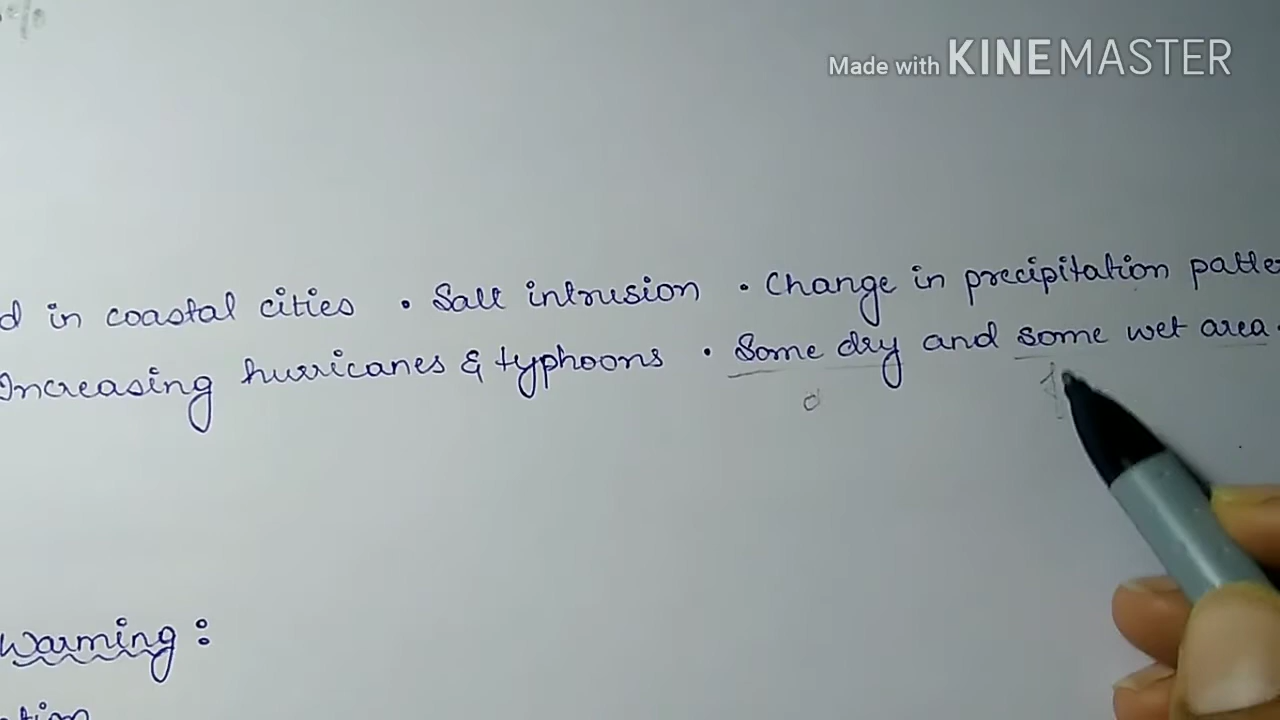 Made with KINEMASTER
d in coastal cities • Salt intrusion • Change in precipitation patte
Increasing hurricanes & typhoons • Some dry and some wet area.
d
warming :